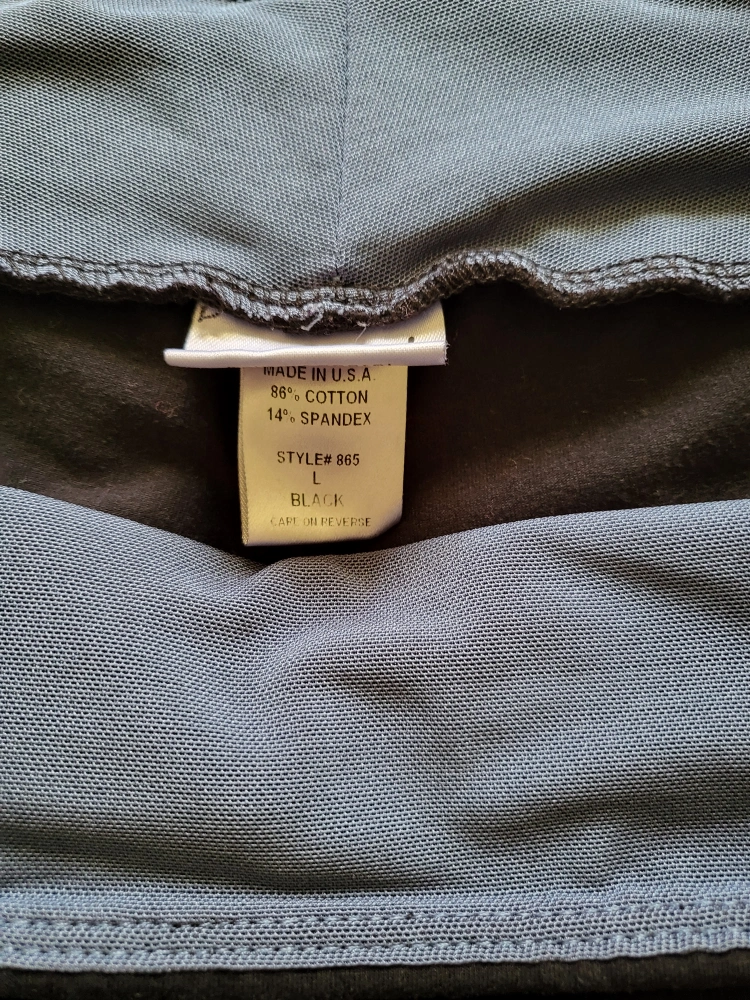 MADE IN U.S.A.
86% COTTON
14% SPANDEX
STYLE# 865
L
BLACK
CARE ON REVERSE